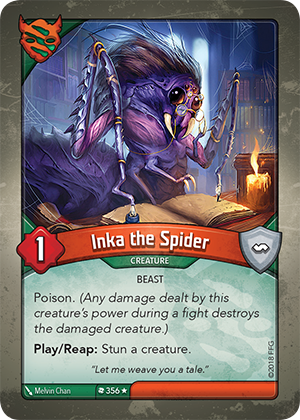 1
Inka the Spider
CREATURE
BEAST
Poison. (Any damage dealt by this
creature's power during a fight destroys
the damaged creature.)
Play/Reap: Stun a creature.
"Let me weave you a tale."
Melvin Chan
356 ★
©2018 FFG